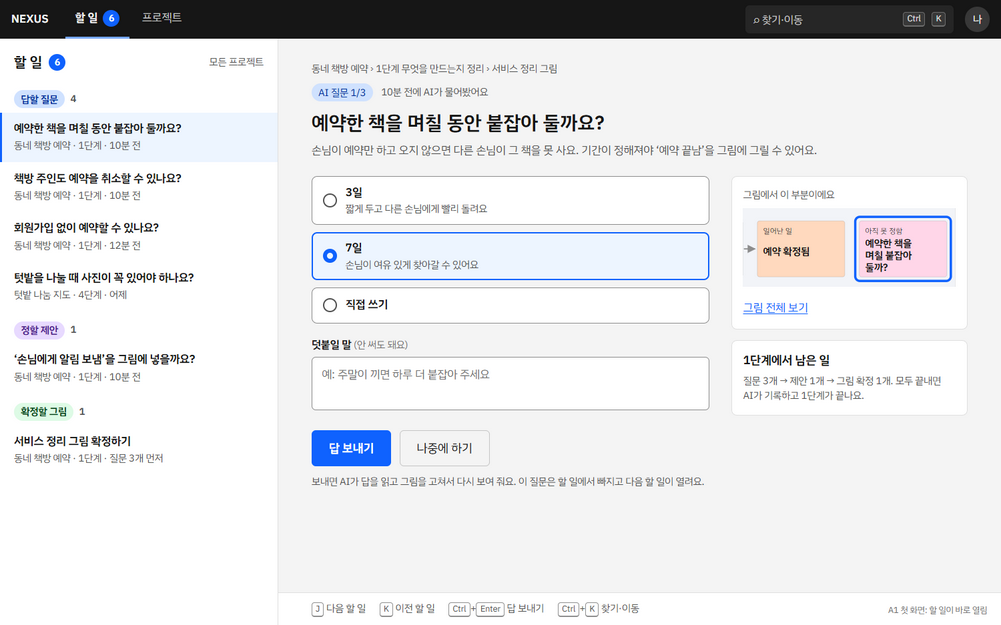 NEXUS
할 일 6
프로젝트
찾기·이동
Ctrl K
나
할 일 6
모든 프로젝트
답할 질문 4
예약한 책을 며칠 동안 붙잡아 둘까요?
동네 책방 예약 · 1단계 · 10분 전
책방 주인도 예약을 취소할 수 있나요?
동네 책방 예약 · 1단계 · 10분 전
회원가입 없이 예약할 수 있나요?
동네 책방 예약 · 1단계 · 12분 전
텃밭을 나눌 때 사진이 꼭 있어야 하나요?
텃밭 나눔 지도 · 4단계 · 어제
정할 제안 1
‘손님에게 알림 보냄’을 그림에 넣을까요?
동네 책방 예약 · 1단계 · 10분 전
확정할 그림 1
서비스 정리 그림 확정하기
동네 책방 예약 · 1단계 · 질문 3개 먼저
동네 책방 예약 › 1단계 무엇을 만드는지 정리 › 서비스 정리 그림
AI 질문 1/3
10분 전에 AI가 물어봤어요
예약한 책을 며칠 동안 붙잡아 둘까요?
손님이 예약만 하고 오지 않으면 다른 손님이 그 책을 못 사요. 기간이 정해져야 ‘예약 끝남’을 그림에 그릴 수 있어요.
3일
짧게 두고 다른 손님에게 빨리 돌려요
7일
손님이 여유 있게 찾아갈 수 있어요
직접 쓰기
덧붙일 말 (안 써도 돼요)
예: 주말이 끼면 하루 더 붙잡아 주세요
답 보내기
나중에 하기
보내면 AI가 답을 읽고 그림을 고쳐서 다시 보여 줘요. 이 질문은 할 일에서 빠지고 다음 할 일이 열려요.
그림에서 이 부분이에요
일어난 일
예약 확정됨
아직 못 정함
예약한 책을
며칠 붙잡아
둘까?
그림 전체 보기
1단계에서 남은 일
질문 3개 → 제안 1개 → 그림 확정 1개. 모두 끝내면
AI가 기록하고 1단계가 끝나요.
J 다음 할 일
K 이전 할 일
Ctrl+Enter 답 보내기
Ctrl+K 찾기·이동
A1 첫 화면: 할 일이 바로 열림